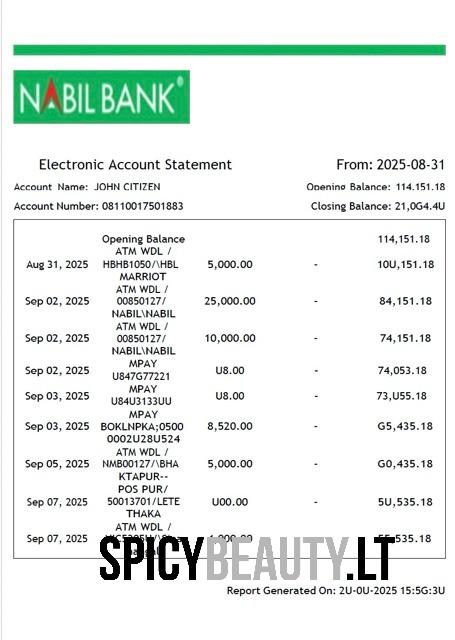 NABIL BANK®
Electronic Account Statement
From: 2025-08-31
Account Name: JOHN CITIZEN
Opening Balance: 114,151.18
Account Number: 08110017501883
Closing Balance: 21,0G4.4U
Opening Balance 114,151.18
ATM WDL /
Aug 31, 2025 HBHB1050/\HBL 5,000.00 - 10U,151.18
MARRIOT
ATM WDL /
Sep 02, 2025 00850127/ 25,000.00 - 84,151.18
NABIL\NABIL
ATM WDL /
Sep 02, 2025 00850127/ 10,000.00 - 74,151.18
NABIL\NABIL
MPAY
Sep 02, 2025 U847G77221 U8.00 - 74,053.18
MPAY
Sep 03, 2025 U84U3133UU U8.00 - 73,U55.18
MPAY
Sep 03, 2025 BOKLNPKA;0500 8,520.00 - G5,435.18
0002U28U524
ATM WDL /
Sep 05, 2025 NMB00127/\BHA 5,000.00 - G0,435.18
KTAPUR--
POS PUR/
Sep 07, 2025 50013701/LETE U00.00 - 5U,535.18
THAKA
ATM WDL /
Sep 07, 2025 - 535.18
SPICYBEAUTY.LT
Report Generated On: 2U-0U-2025 15:5G:3U